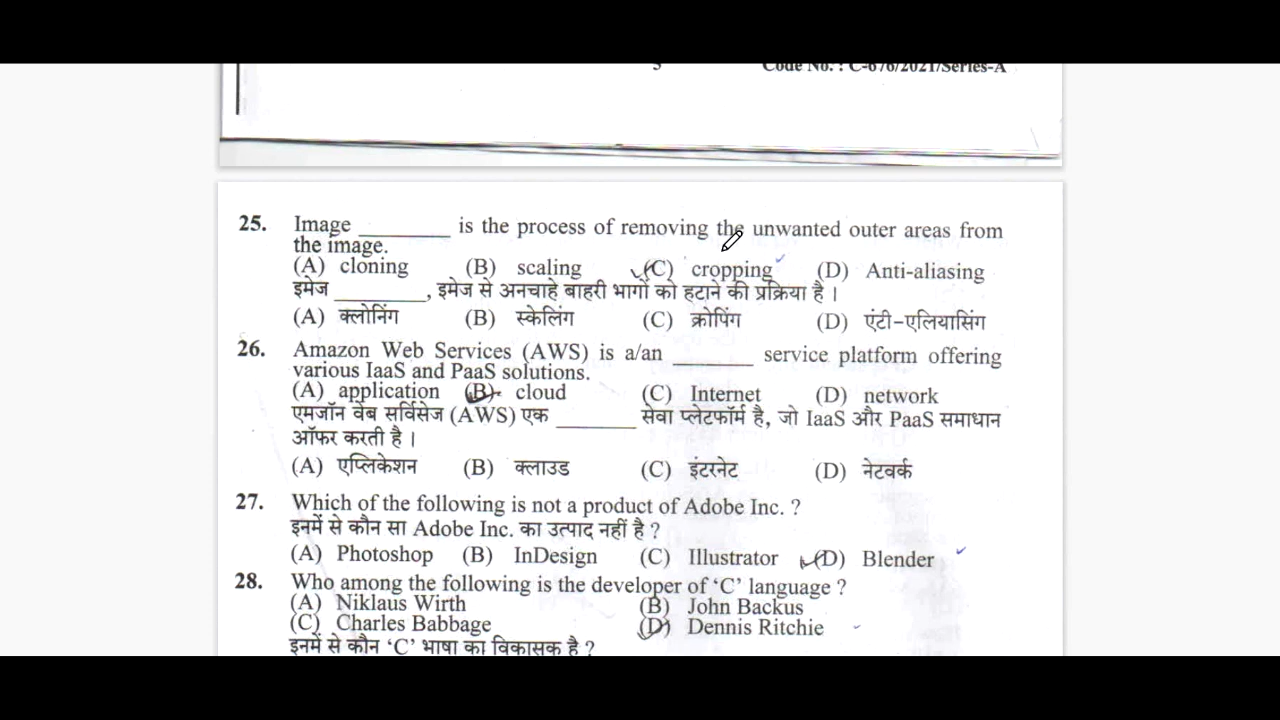 5 Code No. : C-676/2021/Series-A
25. Image ________ is the process of removing the unwanted outer areas from
the image.
(A) cloning (B) scaling (C) cropping (D) Anti-aliasing
इमेज ________, इमेज से अनचाहे बाहरी भागों को हटाने की प्रक्रिया है ।
(A) क्लोनिंग (B) स्केलिंग (C) क्रोपिंग (D) एंटी-एलियासिंग
26. Amazon Web Services (AWS) is a/an ________ service platform offering
various IaaS and PaaS solutions.
(A) application (B) cloud (C) Internet (D) network
एमजॉन वेब सर्विसेज (AWS) एक ________ सेवा प्लेटफॉर्म है, जो IaaS और PaaS समाधान
ऑफर करती है ।
(A) एप्लिकेशन (B) क्लाउड (C) इंटरनेट (D) नेटवर्क
27. Which of the following is not a product of Adobe Inc. ?
इनमें से कौन सा Adobe Inc. का उत्पाद नहीं है ?
(A) Photoshop (B) InDesign (C) Illustrator (D) Blender
28. Who among the following is the developer of ‘C’ language ?
(A) Niklaus Wirth (B) John Backus
(C) Charles Babbage (D) Dennis Ritchie
इनमें से कौन ‘C’ भाषा का विकासक है ?